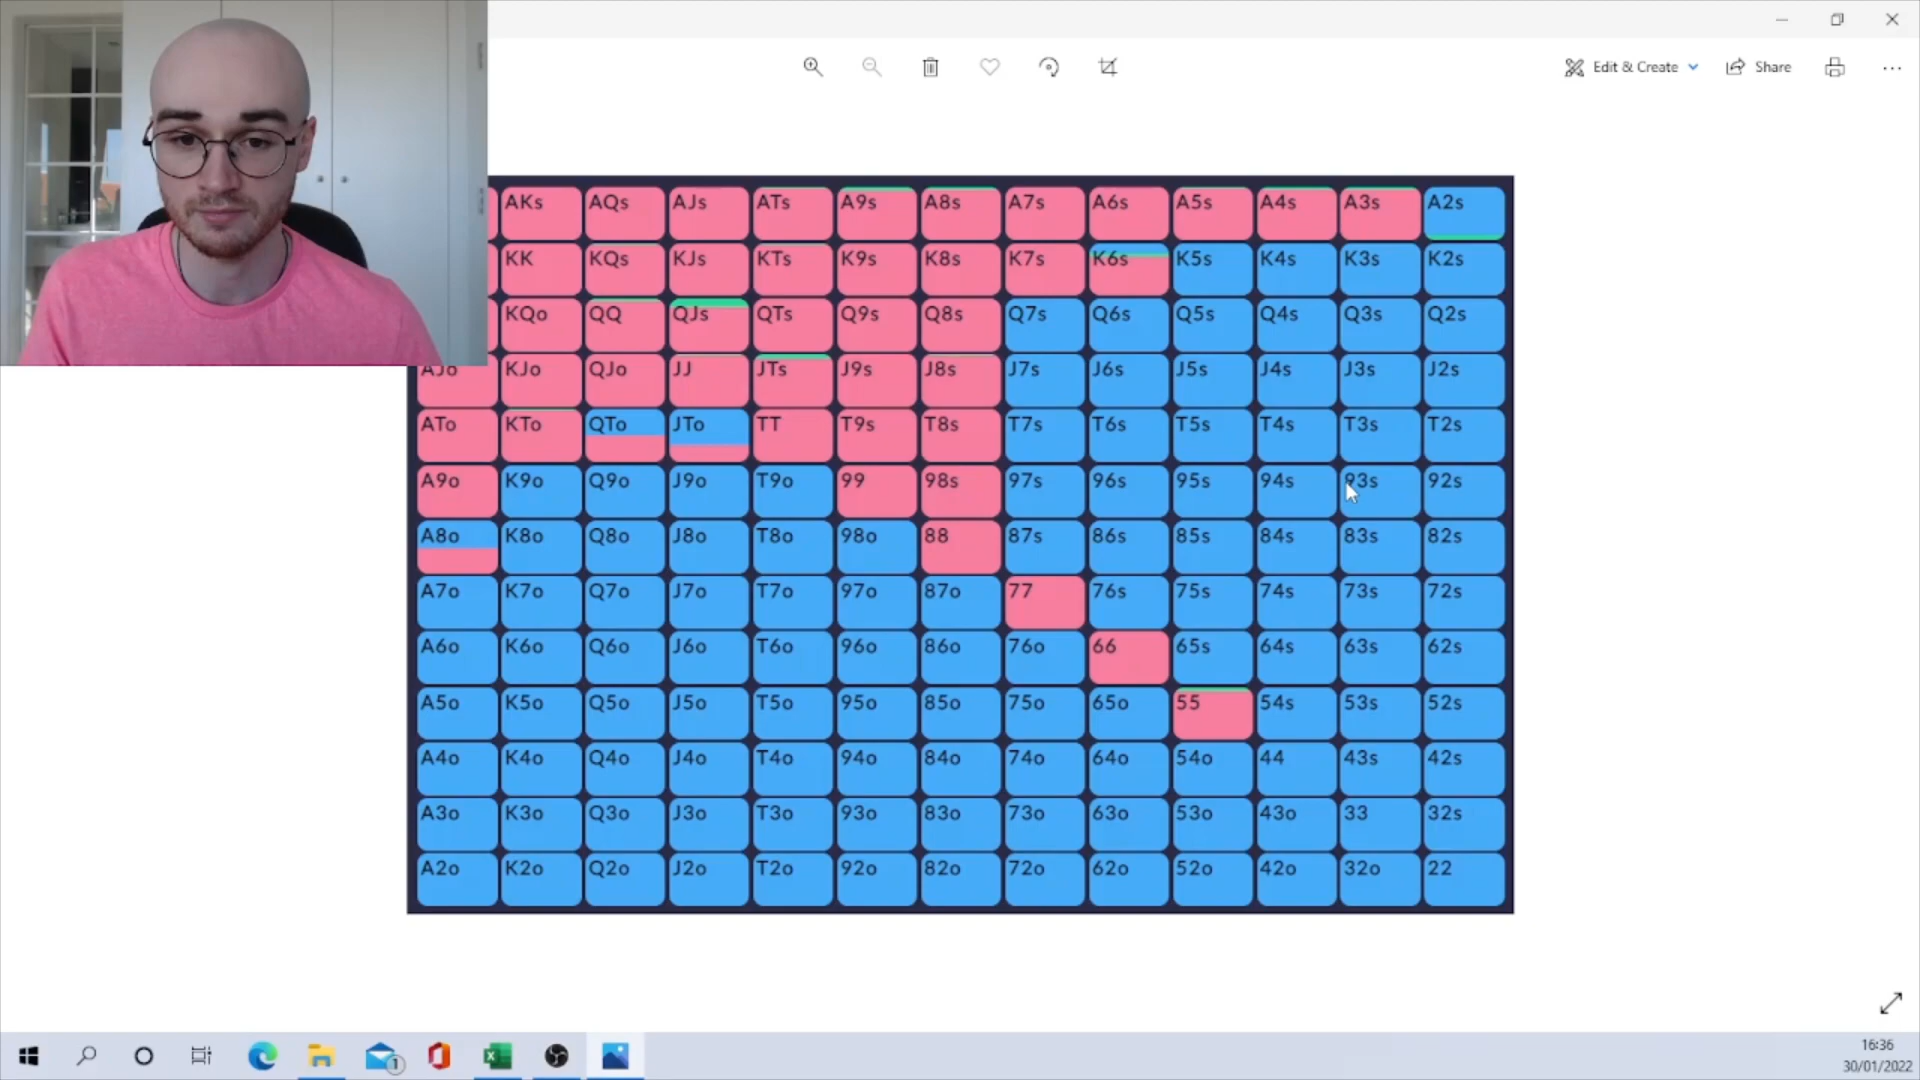 Edit & Create Share ...
AKs AQs AJs ATs A9s A8s A7s A6s A5s A4s A3s A2s
KK KQs KJs KTs K9s K8s K7s K6s K5s K4s K3s K2s
KQo QQ QJs QTs Q9s Q8s Q7s Q6s Q5s Q4s Q3s Q2s
AJo KJo QJo JJ JTs J9s J8s J7s J6s J5s J4s J3s J2s
ATo KTo QTo JTo TT T9s T8s T7s T6s T5s T4s T3s T2s
A9o K9o Q9o J9o T9o 99 98s 97s 96s 95s 94s 93s 92s
A8o K8o Q8o J8o T8o 98o 88 87s 86s 85s 84s 83s 82s
A7o K7o Q7o J7o T7o 97o 87o 77 76s 75s 74s 73s 72s
A6o K6o Q6o J6o T6o 96o 86o 76o 66 65s 64s 63s 62s
A5o K5o Q5o J5o T5o 95o 85o 75o 65o 55 54s 53s 52s
A4o K4o Q4o J4o T4o 94o 84o 74o 64o 54o 44 43s 42s
A3o K3o Q3o J3o T3o 93o 83o 73o 63o 53o 43o 33 32s
A2o K2o Q2o J2o T2o 92o 82o 72o 62o 52o 42o 32o 22
1
16:36
30/01/2022